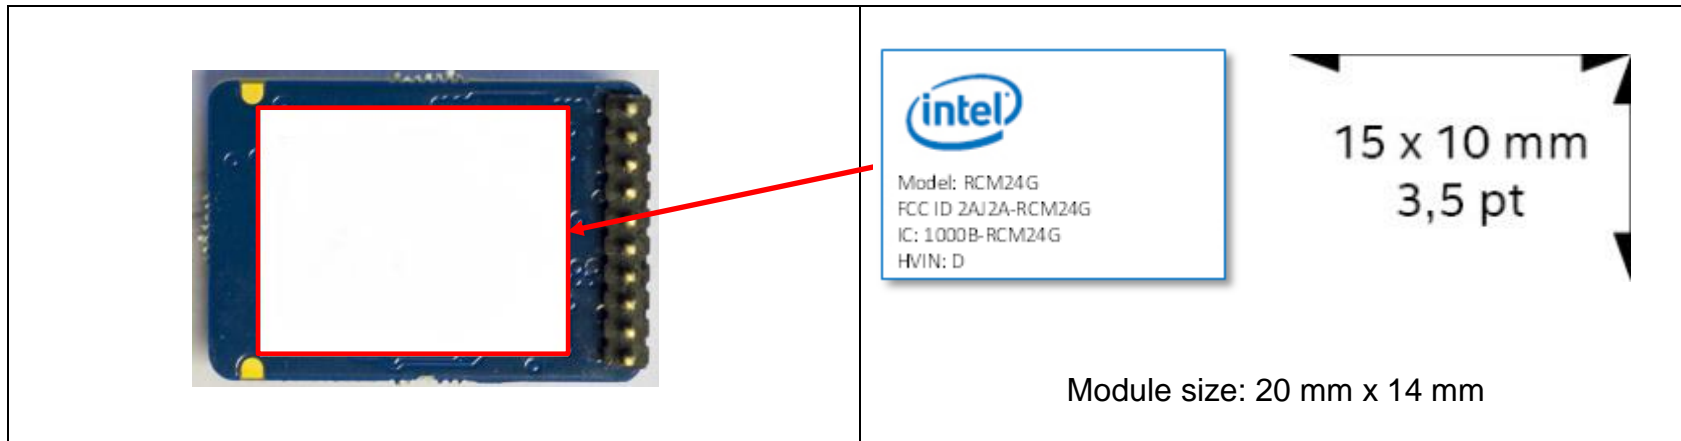 intel
Model: RCM24G
FCC ID 2AJ2A-RCM24G
IC: 1000B-RCM24G
HVIN: D
15 x 10 mm
3,5 pt
Module size: 20 mm x 14 mm